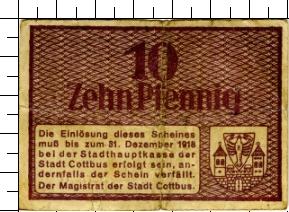 10
Zehn Pfennig
Die Einlösung dieses Scheines
muß bis zum 31. Dezember 1918
bei der Stadthauptkasse der
Stadt Cottbus erfolgt sein, an-
dernfalls der Schein verfällt.
Der Magistrat der Stadt Cottbus.